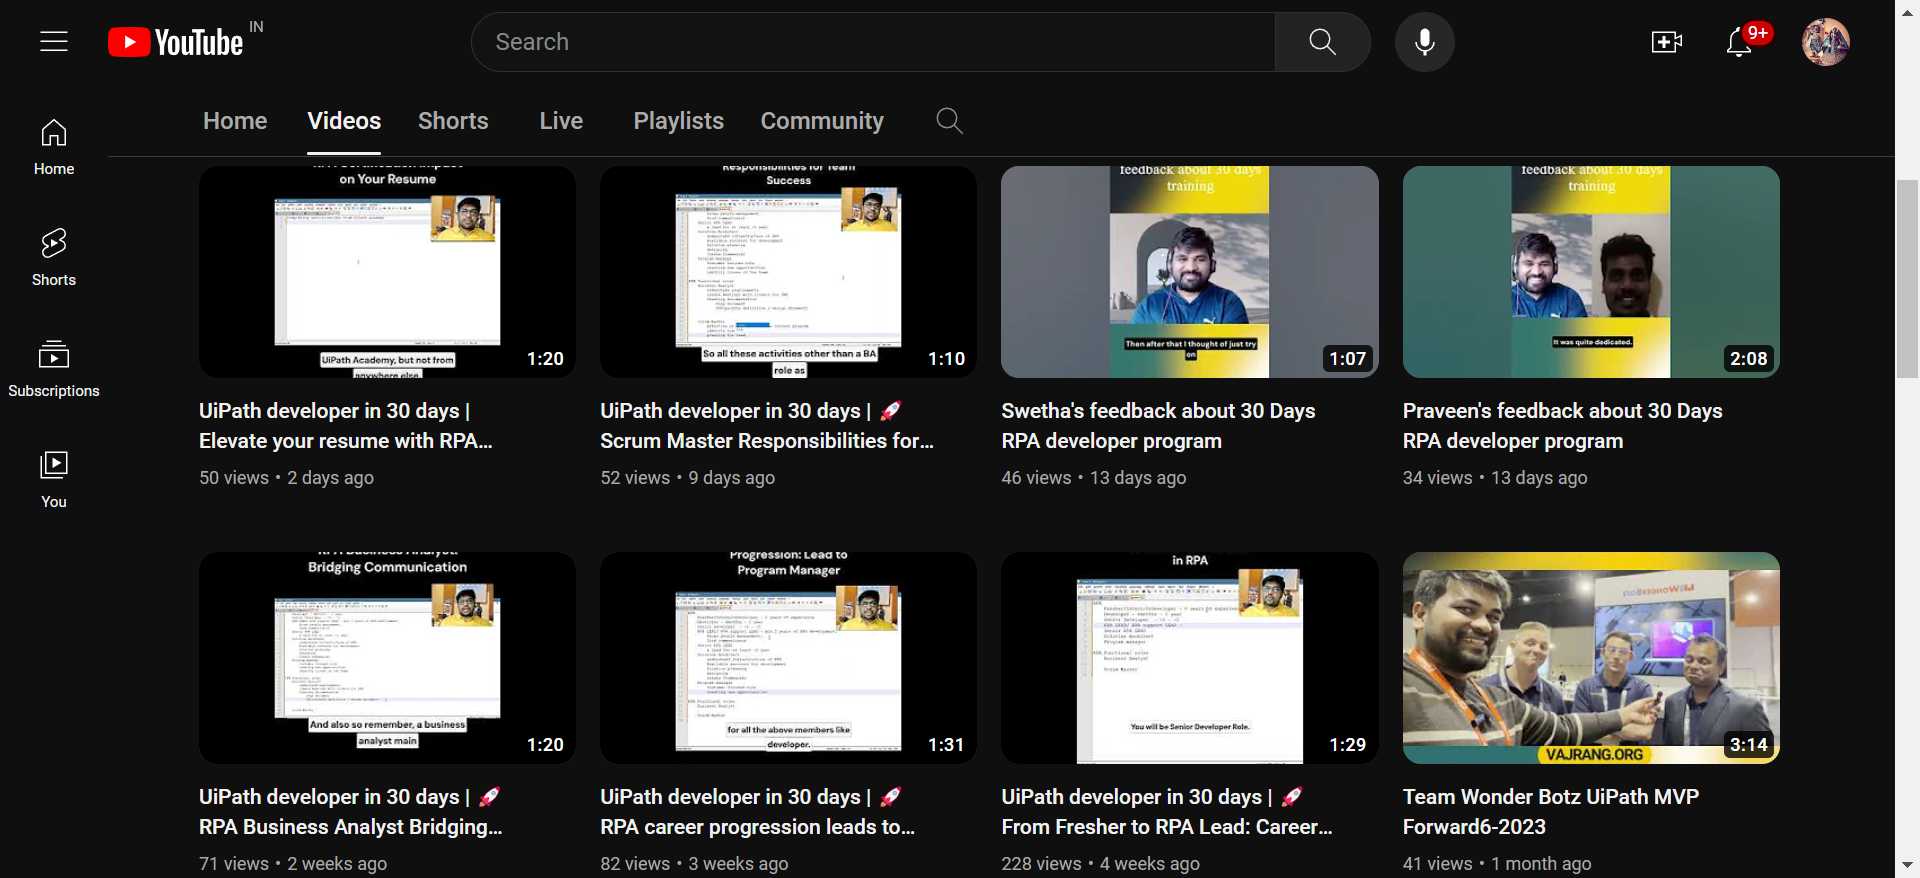 YouTube IN
Search
9+
Home
Videos
Shorts
Live
Playlists
Community
Home
Shorts
Subscriptions
You
on Your Resume
UiPath Academy, but not from
anywhere else.
1:20
UiPath developer in 30 days |
Elevate your resume with RPA...
50 views • 2 days ago
Responsibilities for Team
Success
So all these activities other than a BA
role as
1:10
UiPath developer in 30 days | 🚀
Scrum Master Responsibilities for...
52 views • 9 days ago
feedback about 30 days
training
Then after that I thought of just try
on
1:07
Swetha's feedback about 30 Days
RPA developer program
46 views • 13 days ago
feedback about 30 days
training
It was quite dedicated.
2:08
Praveen's feedback about 30 Days
RPA developer program
34 views • 13 days ago
RPA Business Analyst:
Bridging Communication
And also so remember, a business
analyst main
1:20
UiPath developer in 30 days | 🚀
RPA Business Analyst Bridging...
71 views • 2 weeks ago
Progression: Lead to
Program Manager
for all the above members like
developer.
1:31
UiPath developer in 30 days | 🚀
RPA career progression leads to...
82 views • 3 weeks ago
in RPA
You will be Senior Developer Role.
1:29
UiPath developer in 30 days | 🚀
From Fresher to RPA Lead: Career...
228 views • 4 weeks ago
VAJRANG.ORG
3:14
Team Wonder Botz UiPath MVP
Forward6-2023
41 views • 1 month ago